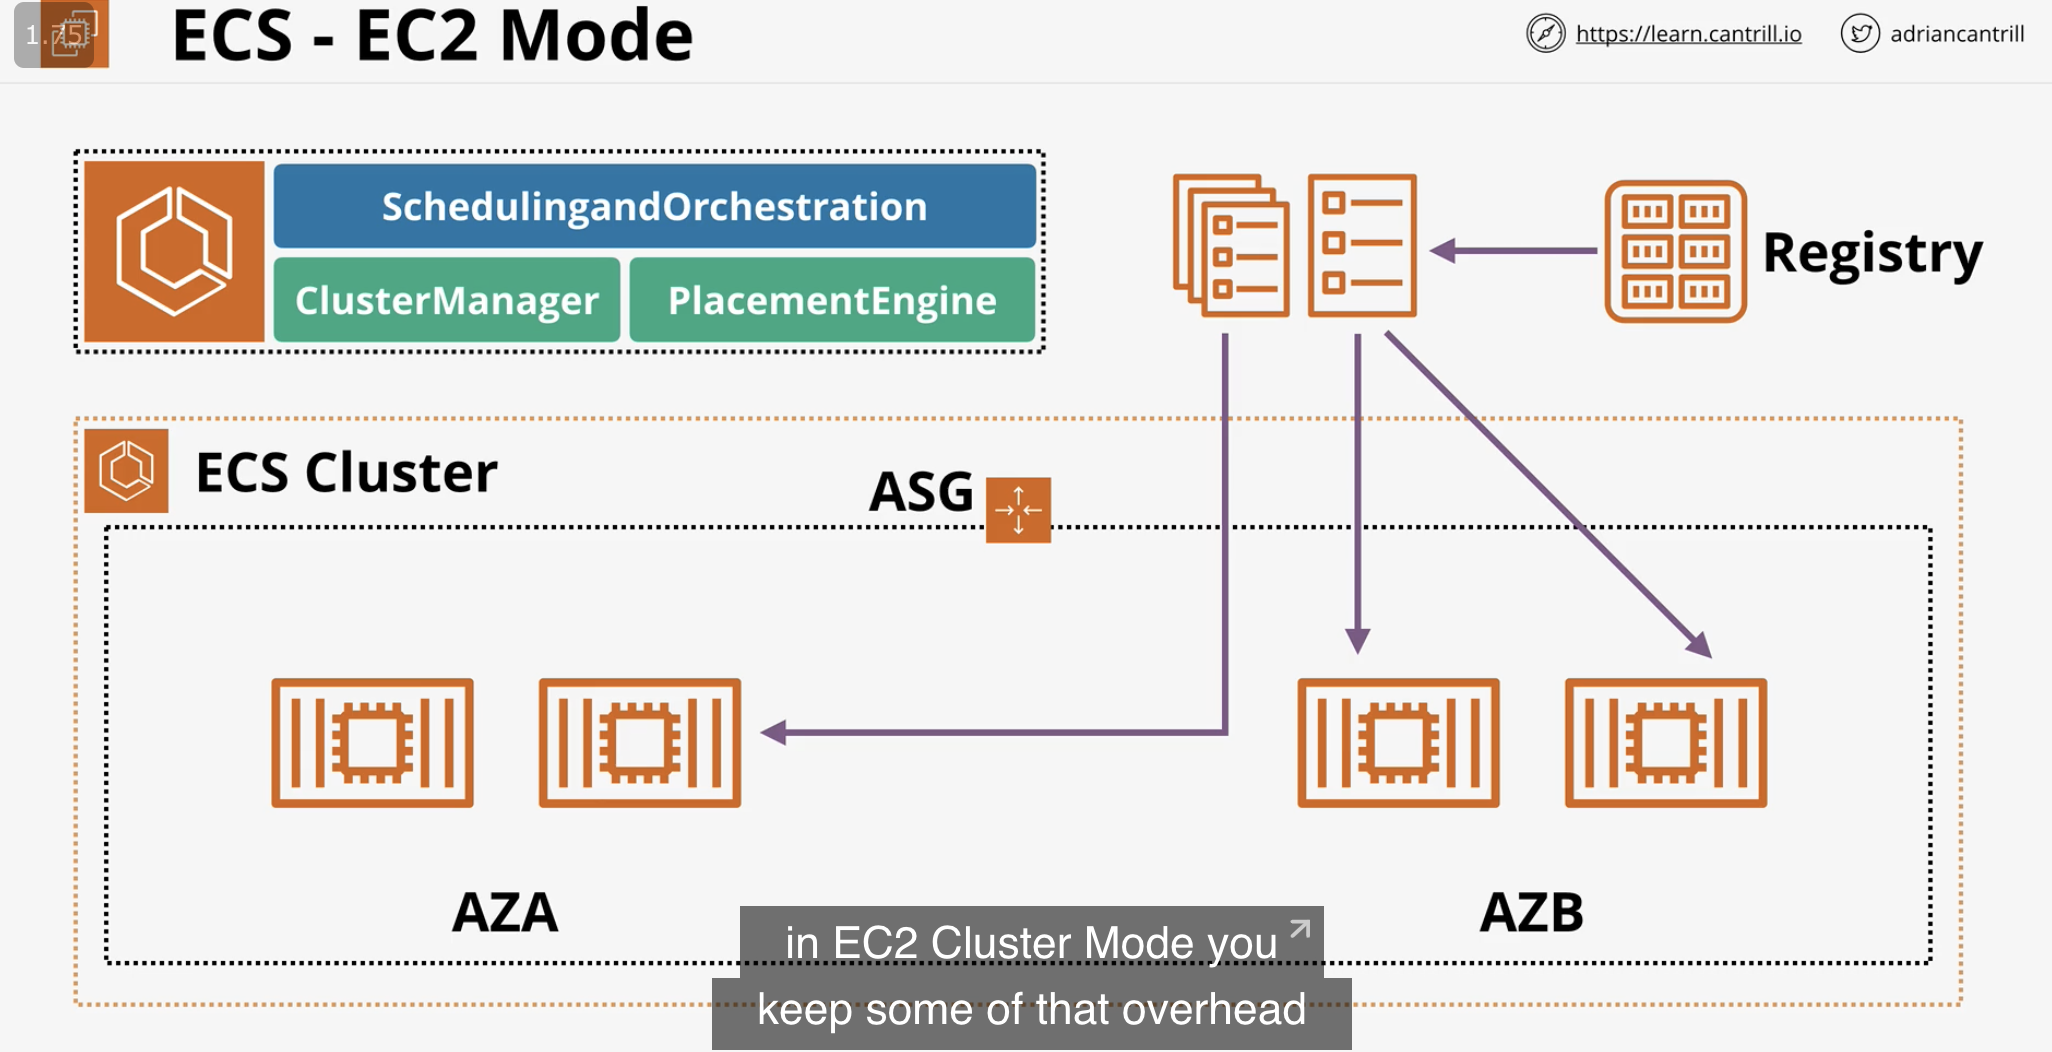 1.75
ECS - EC2 Mode
https://learn.cantrill.io
adriancantrill
SchedulingandOrchestration
ClusterManager
PlacementEngine
Registry
ECS Cluster
ASG
AZA
AZB
in EC2 Cluster Mode you
keep some of that overhead